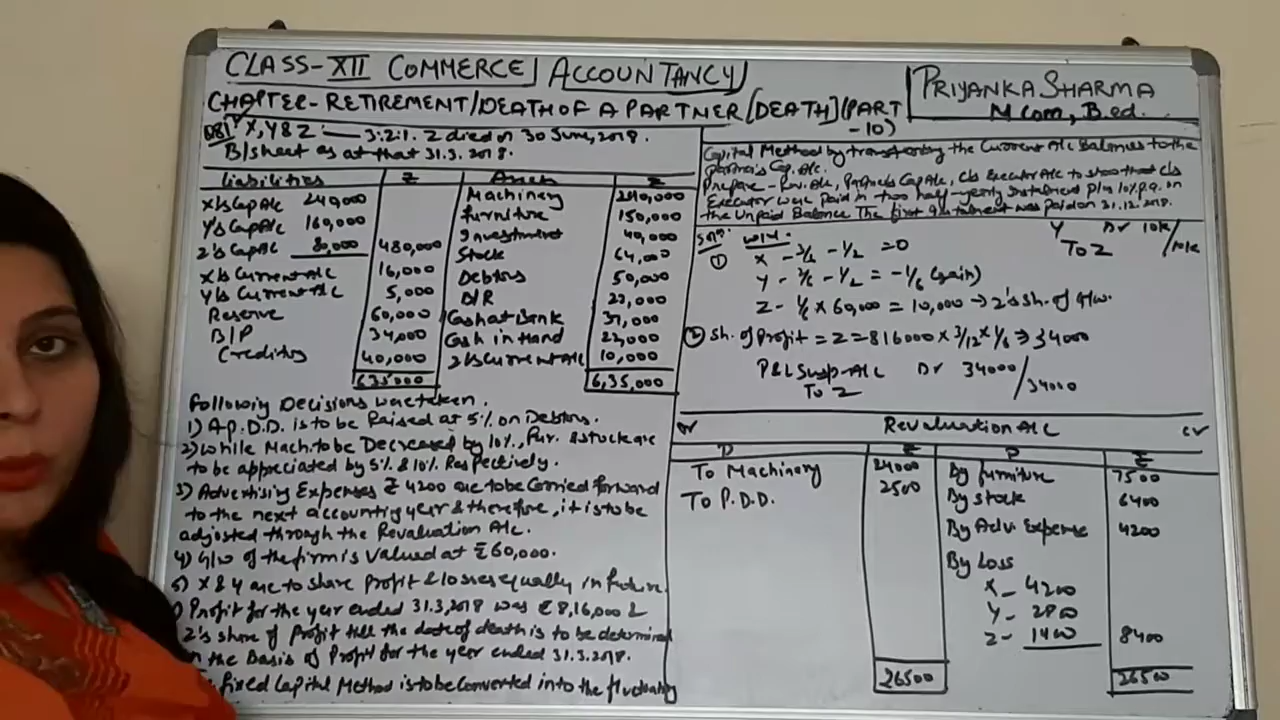 CLASS-XII COMMERCE ACCOUNTANCY
PRIYANKA SHARMA
M Com, B.ed.
CHAPTER- RETIREMENT/DEATH OF A PARTNER [DEATH] (PART
-10)
X, Y & Z — 3:2:1. Z died on 30 June, 2018.
B/Sheet as at that 31.3.2018.
Liabilities ₹ Assets ₹
X's Cap A/c 240,000 Machinery 240,000
Y's Cap A/c 160,000 furniture 150,000
Z's Cap A/c 80,000 480,000 Investment 40,000
X's Current A/c 16,000 Stock 64,000
Y's Current A/c 5,000 Debtors 50,000
Reserve 60,000 B/R 22,000
B/P 34,000 Cash at Bank 37,000
Creditors 40,000 Cash in Hand 22,000
Z's Current A/c 10,000
635000 6,35,000
Following Decisions were taken.
1) A P.D.D. is to be Raised at 5% on Debtors.
2) While Mach. to be Decreased by 10%, fur. & stock are
to be appreciated by 5% & 10% Respectively.
3) Advertising Expenses ₹ 4200 are to be Carried forward
to the next accounting year & therefore, it is to be
adjusted through the Revaluation A/c.
4) G/w of the firm is valued at ₹ 60,000.
5) X & Y are to share Profit & losses equally in future.
) Profit for the year ended 31.3.2018 was ₹ 8,16,000 &
Z's share of Profit till the date of death is to be determined
on the Basis of Profit for the year ended 31.3.2018.
fixed Capital Method is to be Converted into the fluctuating
Capital Method by transferring the Current A/c Balances to the
partner's Cap. A/c.
Prepare – Rev. A/c, Partner's Cap A/c, Z's Executor A/c to show that Z's
Executor were paid in two half-yearly Instalment plus 10% p.a. on
the Unpaid Balance. The first Instalment was paid on 31.12.2018.
① X - 3/6 - 1/2 = 0
Y - 2/6 - 1/2 = -1/6 (gain)
Z - 1/6 × 60,000 = 10,000 → Z's Sh. of G/w.
Y Dr 10k
To Z 10k
② Sh. of Profit = Z = 816000 × 3/12 × 1/6 ⇒ 34000
P&L Susp. A/c Dr 34000
To Z 34000
Dr Revaluation A/c Cr
P ₹ P ₹
To Machinery 24000 By furniture 7500
To P.D.D. 2500 By stock 6400
By Adv. Expense 4200
By Loss
X - 4200
Y - 2800
Z - 1400 8400
26500 26500